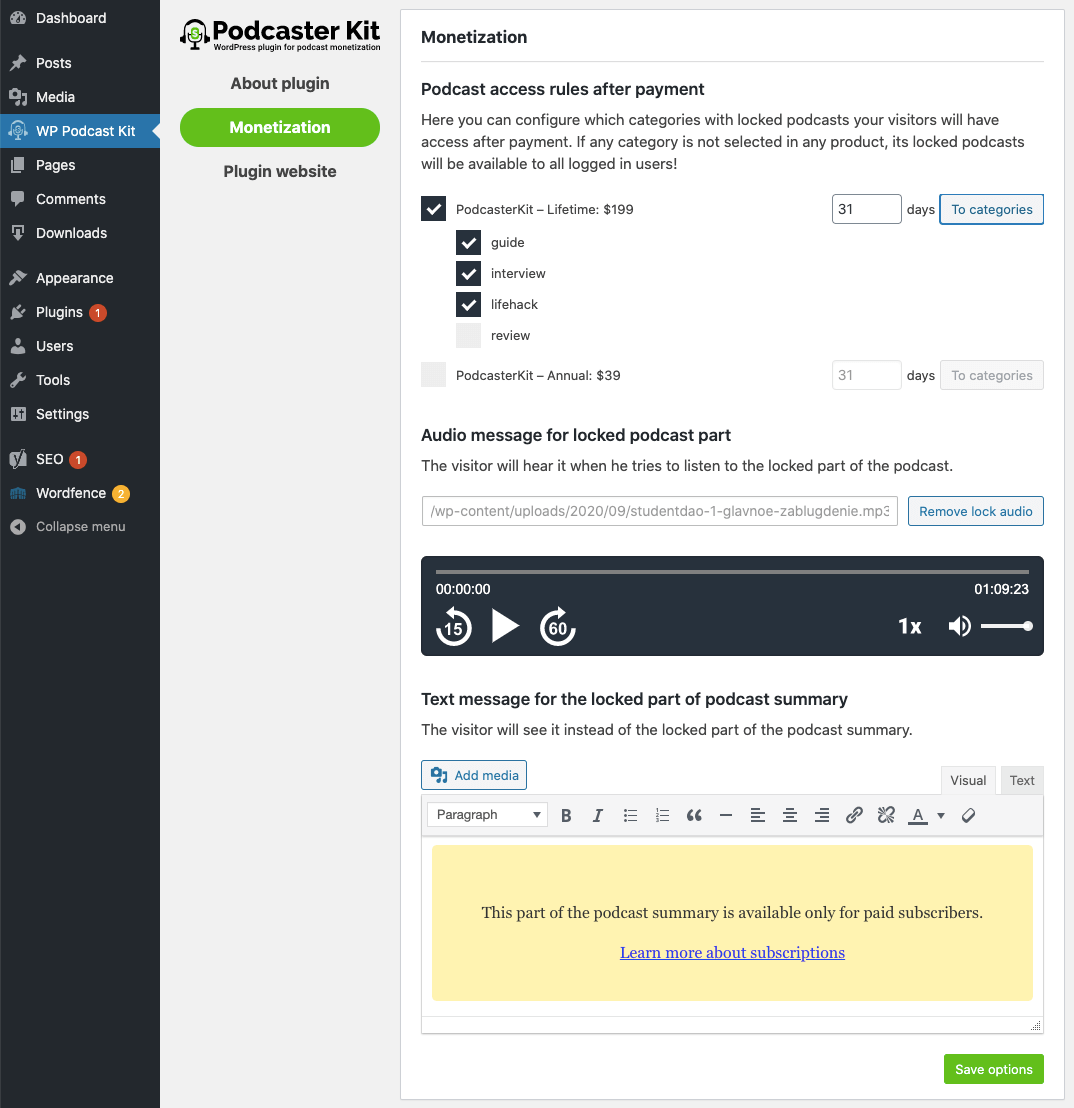 Dashboard
Posts
Media
WP Podcast Kit
Pages
Comments
Downloads
Appearance
Plugins 1
Users
Tools
Settings
SEO 1
Wordfence 2
Collapse menu
Podcaster Kit
WordPress plugin for podcast monetization
About plugin
Monetization
Plugin website
Monetization
Podcast access rules after payment
Here you can configure which categories with locked podcasts your visitors will have
access after payment. If any category is not selected in any product, its locked podcasts
will be available to all logged in users!
PodcasterKit – Lifetime: $199 31 days To categories
guide
interview
lifehack
review
PodcasterKit – Annual: $39 31 days To categories
Audio message for locked podcast part
The visitor will hear it when he tries to listen to the locked part of the podcast.
/wp-content/uploads/2020/09/studentdao-1-glavnoe-zablugdenie.mp3 Remove lock audio
00:00:00 01:09:23
15 60 1x
Text message for the locked part of podcast summary
The visitor will see it instead of the locked part of the podcast summary.
Add media Visual Text
Paragraph B I A
This part of the podcast summary is available only for paid subscribers.
Learn more about subscriptions
Save options